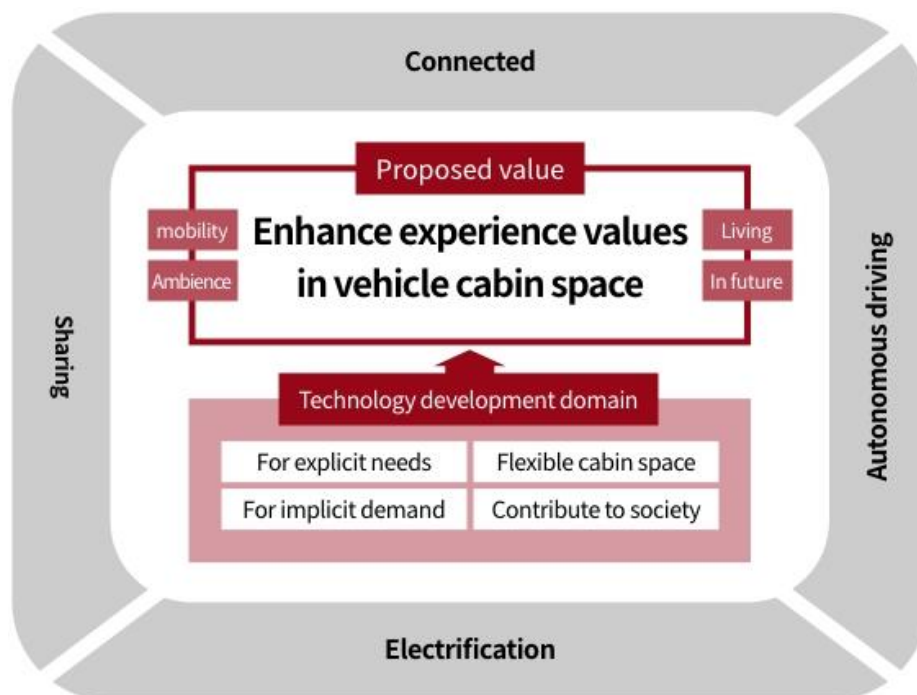 Connected
Proposed value
mobility
Ambience
Enhance experience values
in vehicle cabin space
Living
In future
Sharing
Autonomous driving
Technology development domain
For explicit needs
Flexible cabin space
For implicit demand
Contribute to society
Electrification